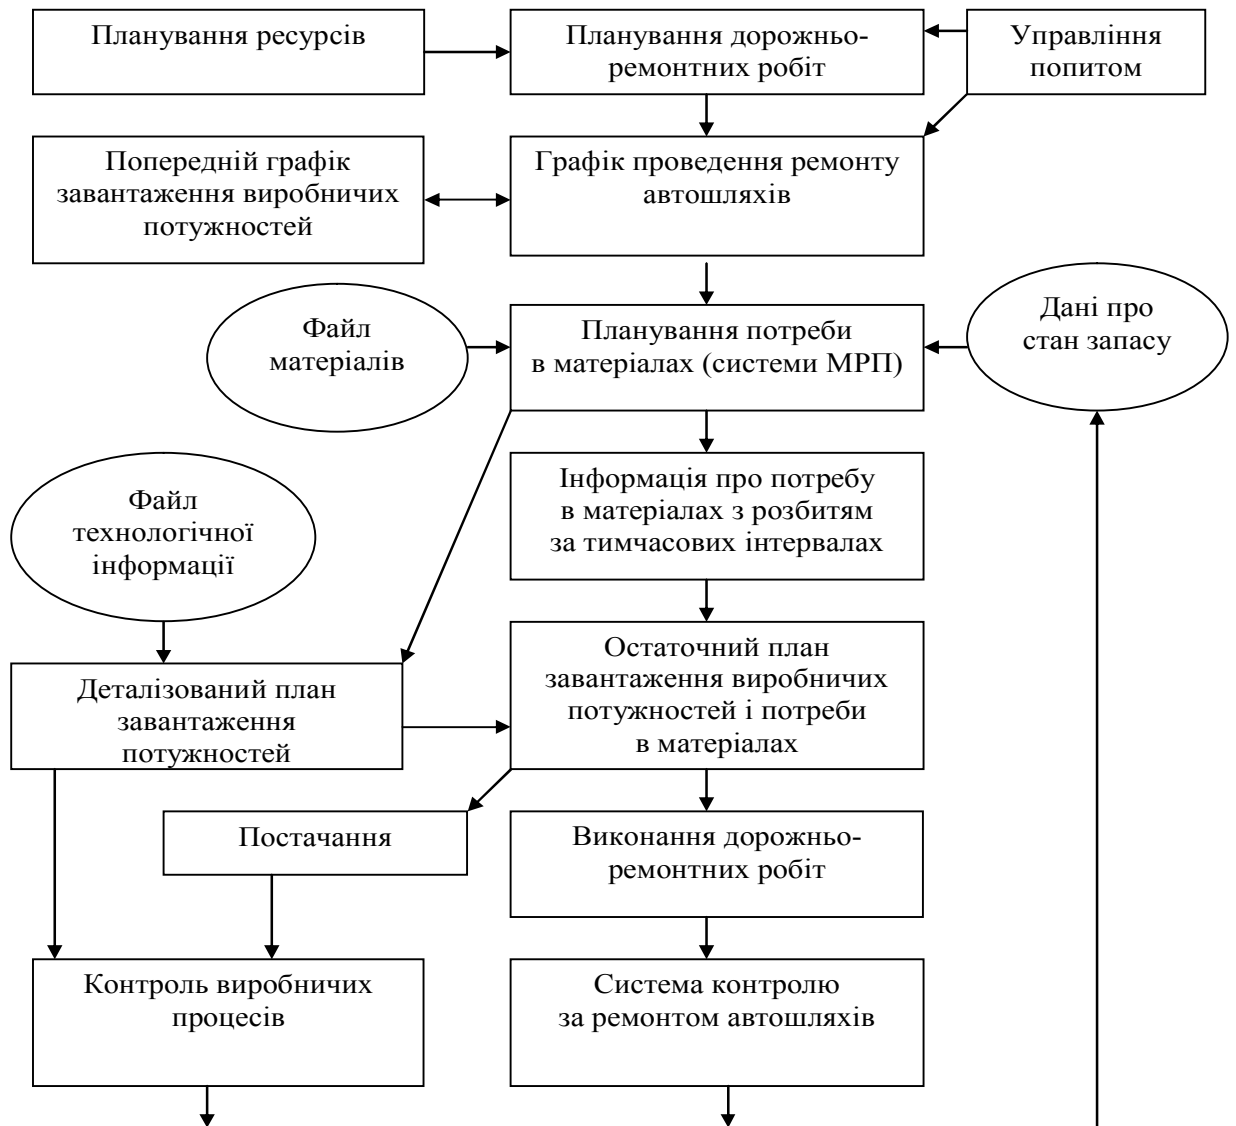 Планування ресурсів
Планування дорожньо-
ремонтних робіт
Управління
попитом
Попередній графік
завантаження виробничих
потужностей
Графік проведення ремонту
автошляхів
Файл
матеріалів
Планування потреби
в матеріалах (системи МРП)
Дані про
стан запасу
Файл
технологічної
інформації
Інформація про потребу
в матеріалах з розбитям
за тимчасових інтервалах
Деталізований план
завантаження
потужностей
Остаточний план
завантаження виробничих
потужностей і потреби
в матеріалах
Постачання
Виконання дорожньо-
ремонтних робіт
Контроль виробничих
процесів
Система контролю
за ремонтом автошляхів